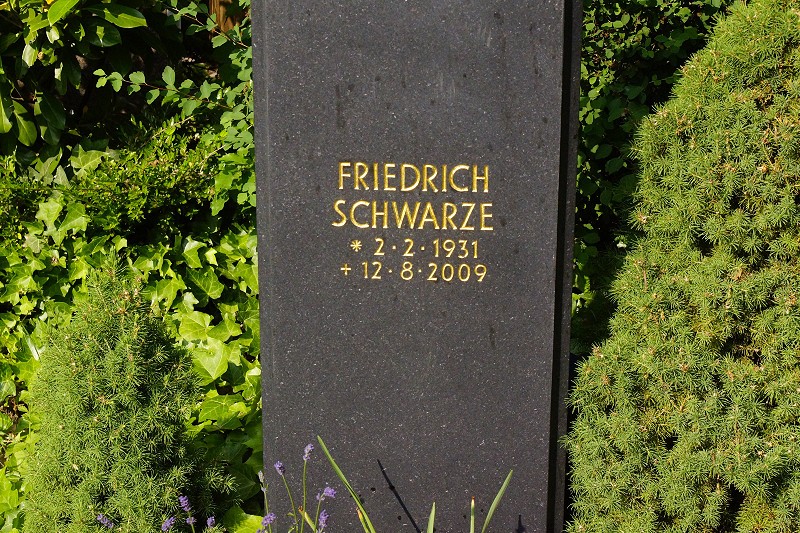 FRIEDRICH
SCHWARZE
* 2·2·1931
+ 12·8·2009